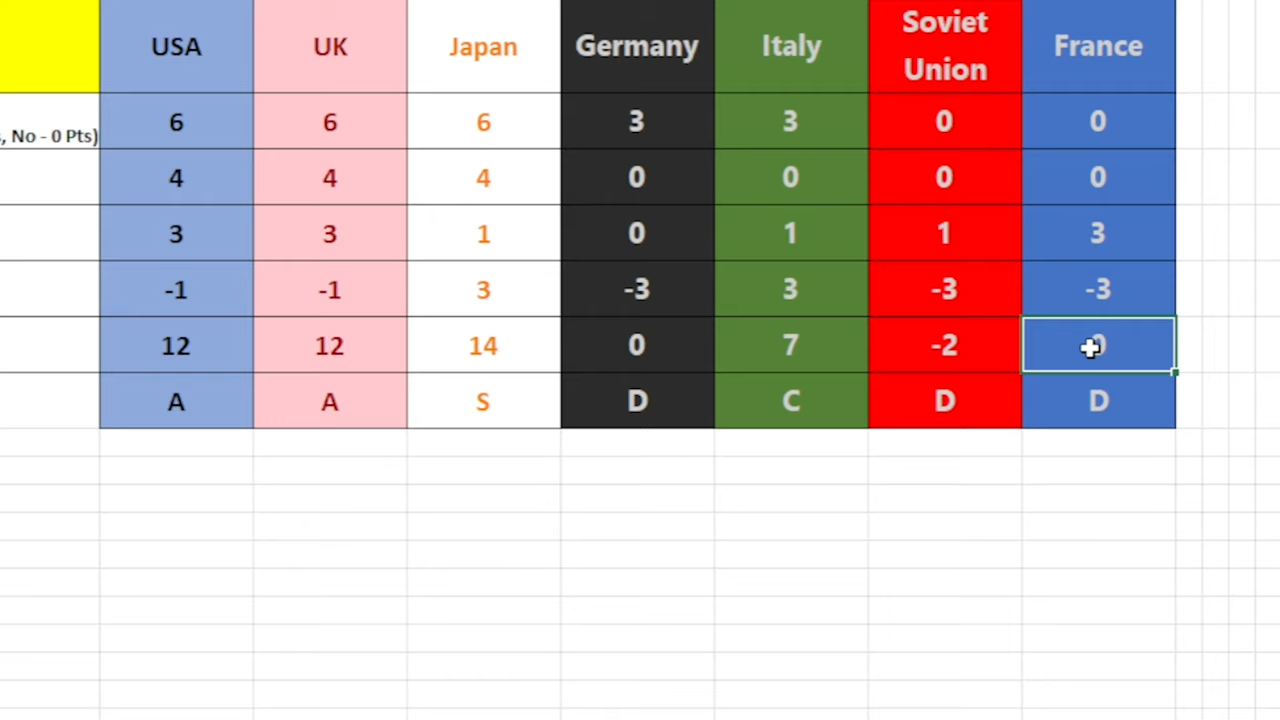 USA UK Japan Germany Italy Soviet Union France
, No - 0 Pts) 6 6 6 3 3 0 0
4 4 4 0 0 0 0
3 3 1 0 1 1 3
-1 -1 3 -3 3 -3 -3
12 12 14 0 7 -2 0
A A S D C D D